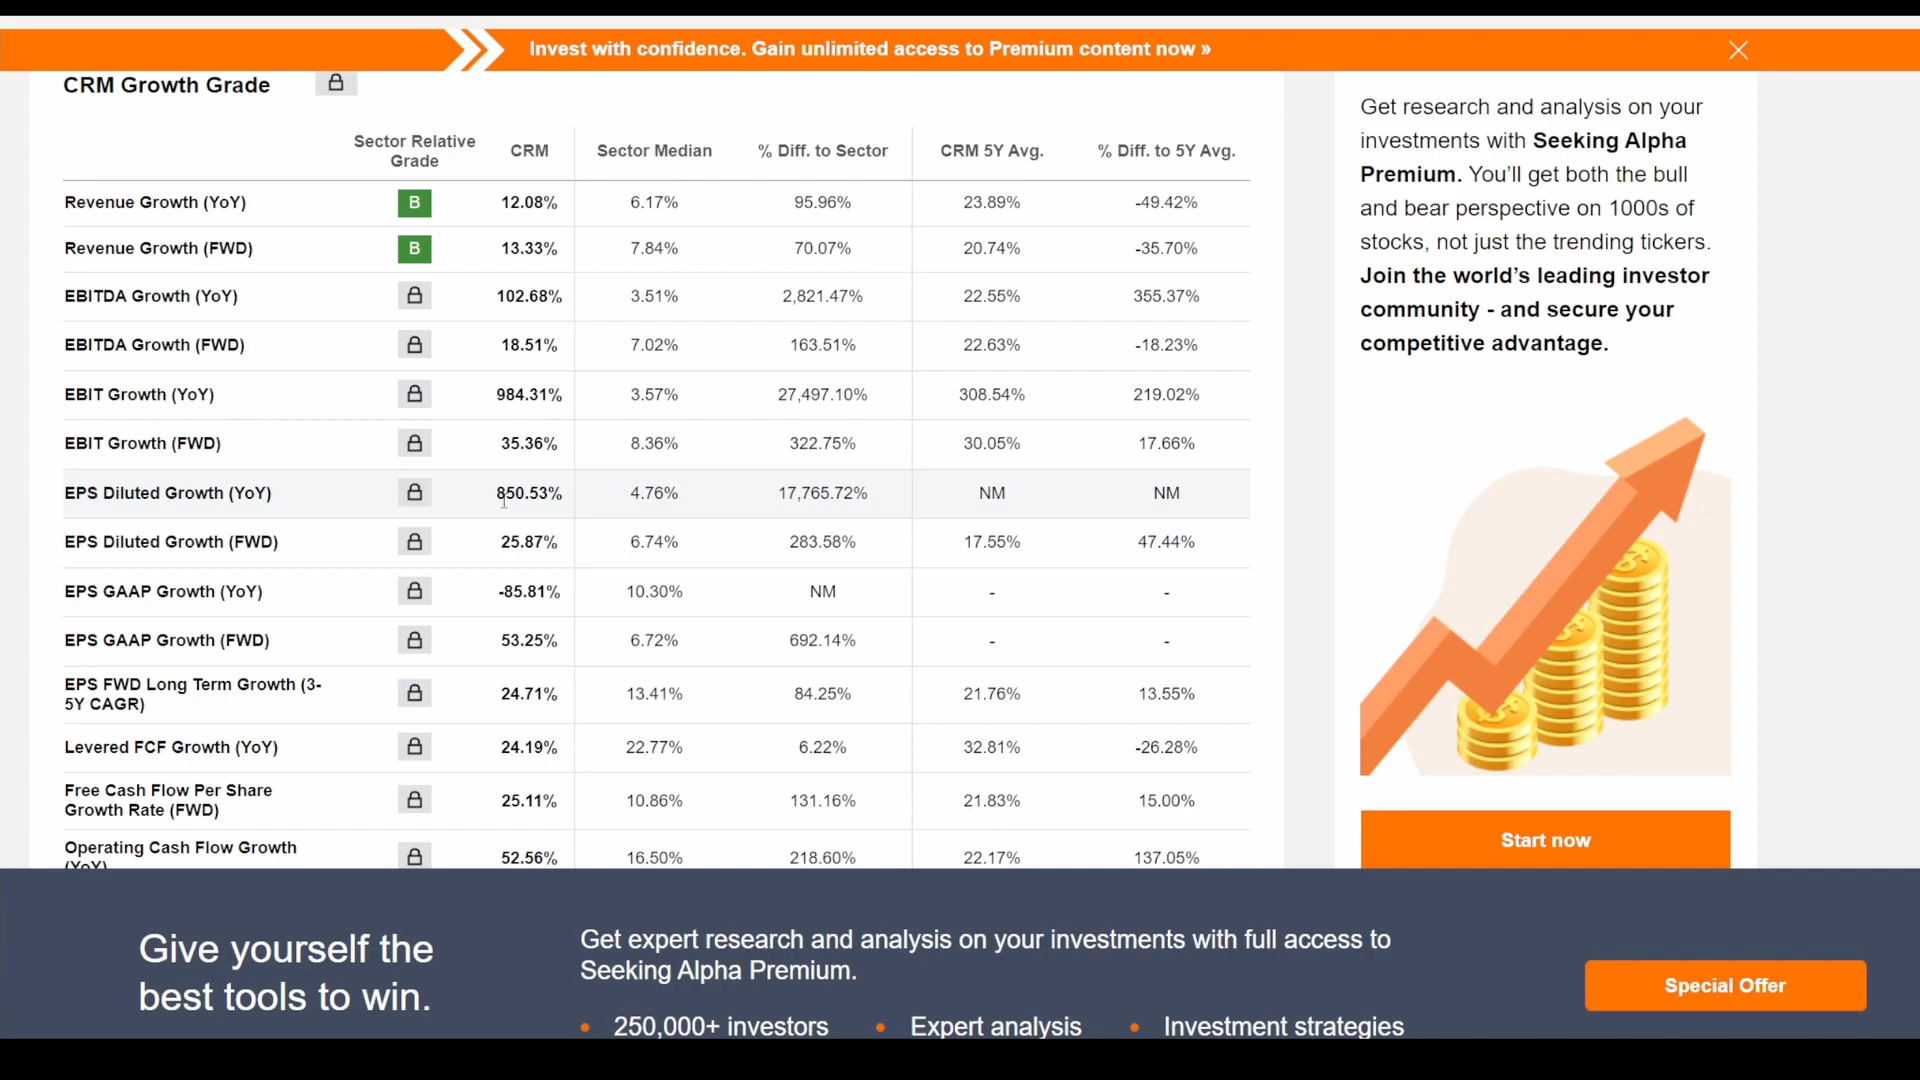 Invest with confidence. Gain unlimited access to Premium content now »
CRM Growth Grade
Sector Relative Grade CRM Sector Median % Diff. to Sector CRM 5Y Avg. % Diff. to 5Y Avg.
Revenue Growth (YoY) B 12.08% 6.17% 95.96% 23.89% -49.42%
Revenue Growth (FWD) B 13.33% 7.84% 70.07% 20.74% -35.70%
EBITDA Growth (YoY) 102.68% 3.51% 2,821.47% 22.55% 355.37%
EBITDA Growth (FWD) 18.51% 7.02% 163.51% 22.63% -18.23%
EBIT Growth (YoY) 984.31% 3.57% 27,497.10% 308.54% 219.02%
EBIT Growth (FWD) 35.36% 8.36% 322.75% 30.05% 17.66%
EPS Diluted Growth (YoY) 850.53% 4.76% 17,765.72% NM NM
EPS Diluted Growth (FWD) 25.87% 6.74% 283.58% 17.55% 47.44%
EPS GAAP Growth (YoY) -85.81% 10.30% NM - -
EPS GAAP Growth (FWD) 53.25% 6.72% 692.14% - -
EPS FWD Long Term Growth (3-5Y CAGR) 24.71% 13.41% 84.25% 21.76% 13.55%
Levered FCF Growth (YoY) 24.19% 22.77% 6.22% 32.81% -26.28%
Free Cash Flow Per Share Growth Rate (FWD) 25.11% 10.86% 131.16% 21.83% 15.00%
Operating Cash Flow Growth (YoY) 52.56% 16.50% 218.60% 22.17% 137.05%
Get research and analysis on your
investments with Seeking Alpha
Premium. You'll get both the bull
and bear perspective on 1000s of
stocks, not just the trending tickers.
Join the world's leading investor
community - and secure your
competitive advantage.
Start now
Give yourself the
best tools to win.
Get expert research and analysis on your investments with full access to
Seeking Alpha Premium.
• 250,000+ investors • Expert analysis • Investment strategies
Special Offer